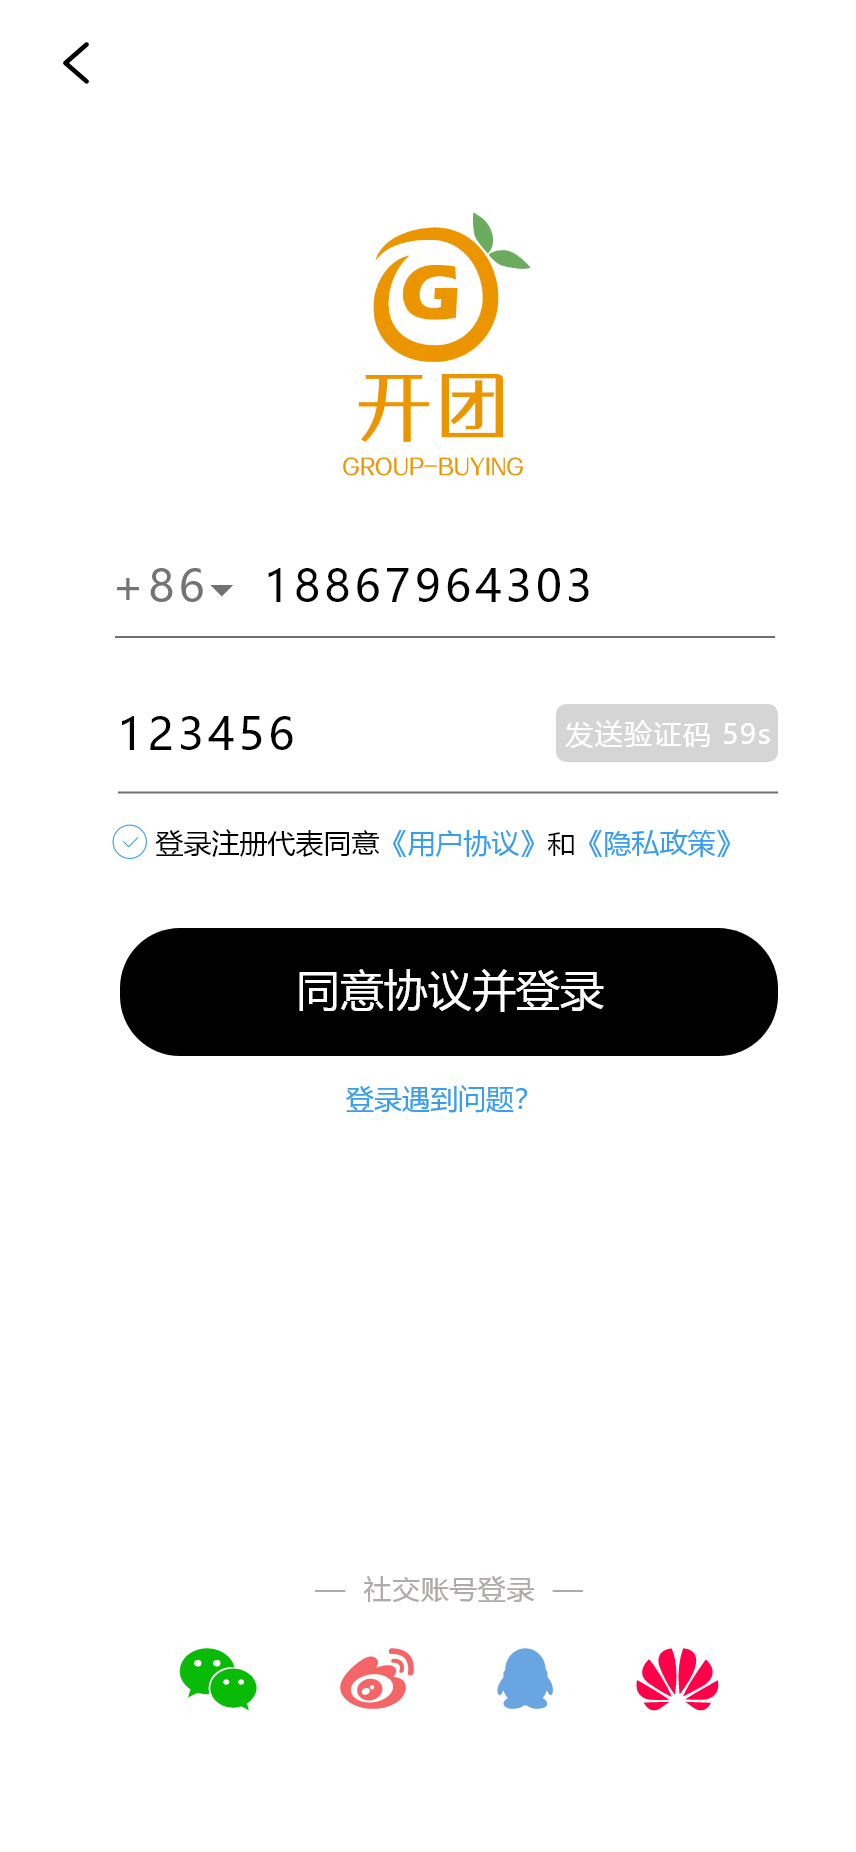 G
开团
GROUP-BUYING
+86 18867964303
123456 发送验证码 59s
登录注册代表同意《用户协议》和《隐私政策》
同意协议并登录
登录遇到问题?
— 社交账号登录 —